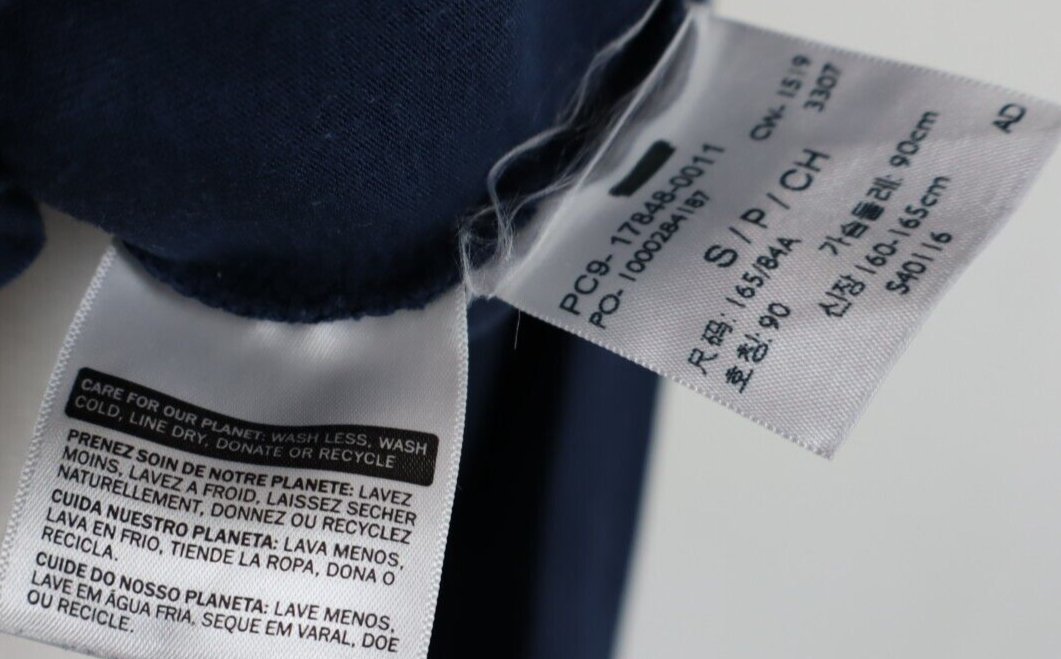 CARE FOR OUR PLANET: WASH LESS, WASH
COLD, LINE DRY, DONATE OR RECYCLE
PRENEZ SOIN DE NOTRE PLANETE: LAVEZ
MOINS, LAVEZ A FROID, LAISSEZ SECHER
NATURELLEMENT, DONNEZ OU RECYCLEZ
CUIDA NUESTRO PLANETA: LAVA MENOS,
LAVA EN FRIO, TIENDE LA ROPA, DONA O
RECICLA.
CUIDE DO NOSSO PLANETA: LAVE MENOS,
LAVE EM ÁGUA FRIA, SEQUE EM VARAL, DOE
OU RECICLE.
CW- 1519
3307
PC9- 17848-0011
PO- 1000284187
S / P / CH
尺码: 165/84A
호칭: 90
가슴둘레: 90cm
신장 160-165cm
S40116
AD